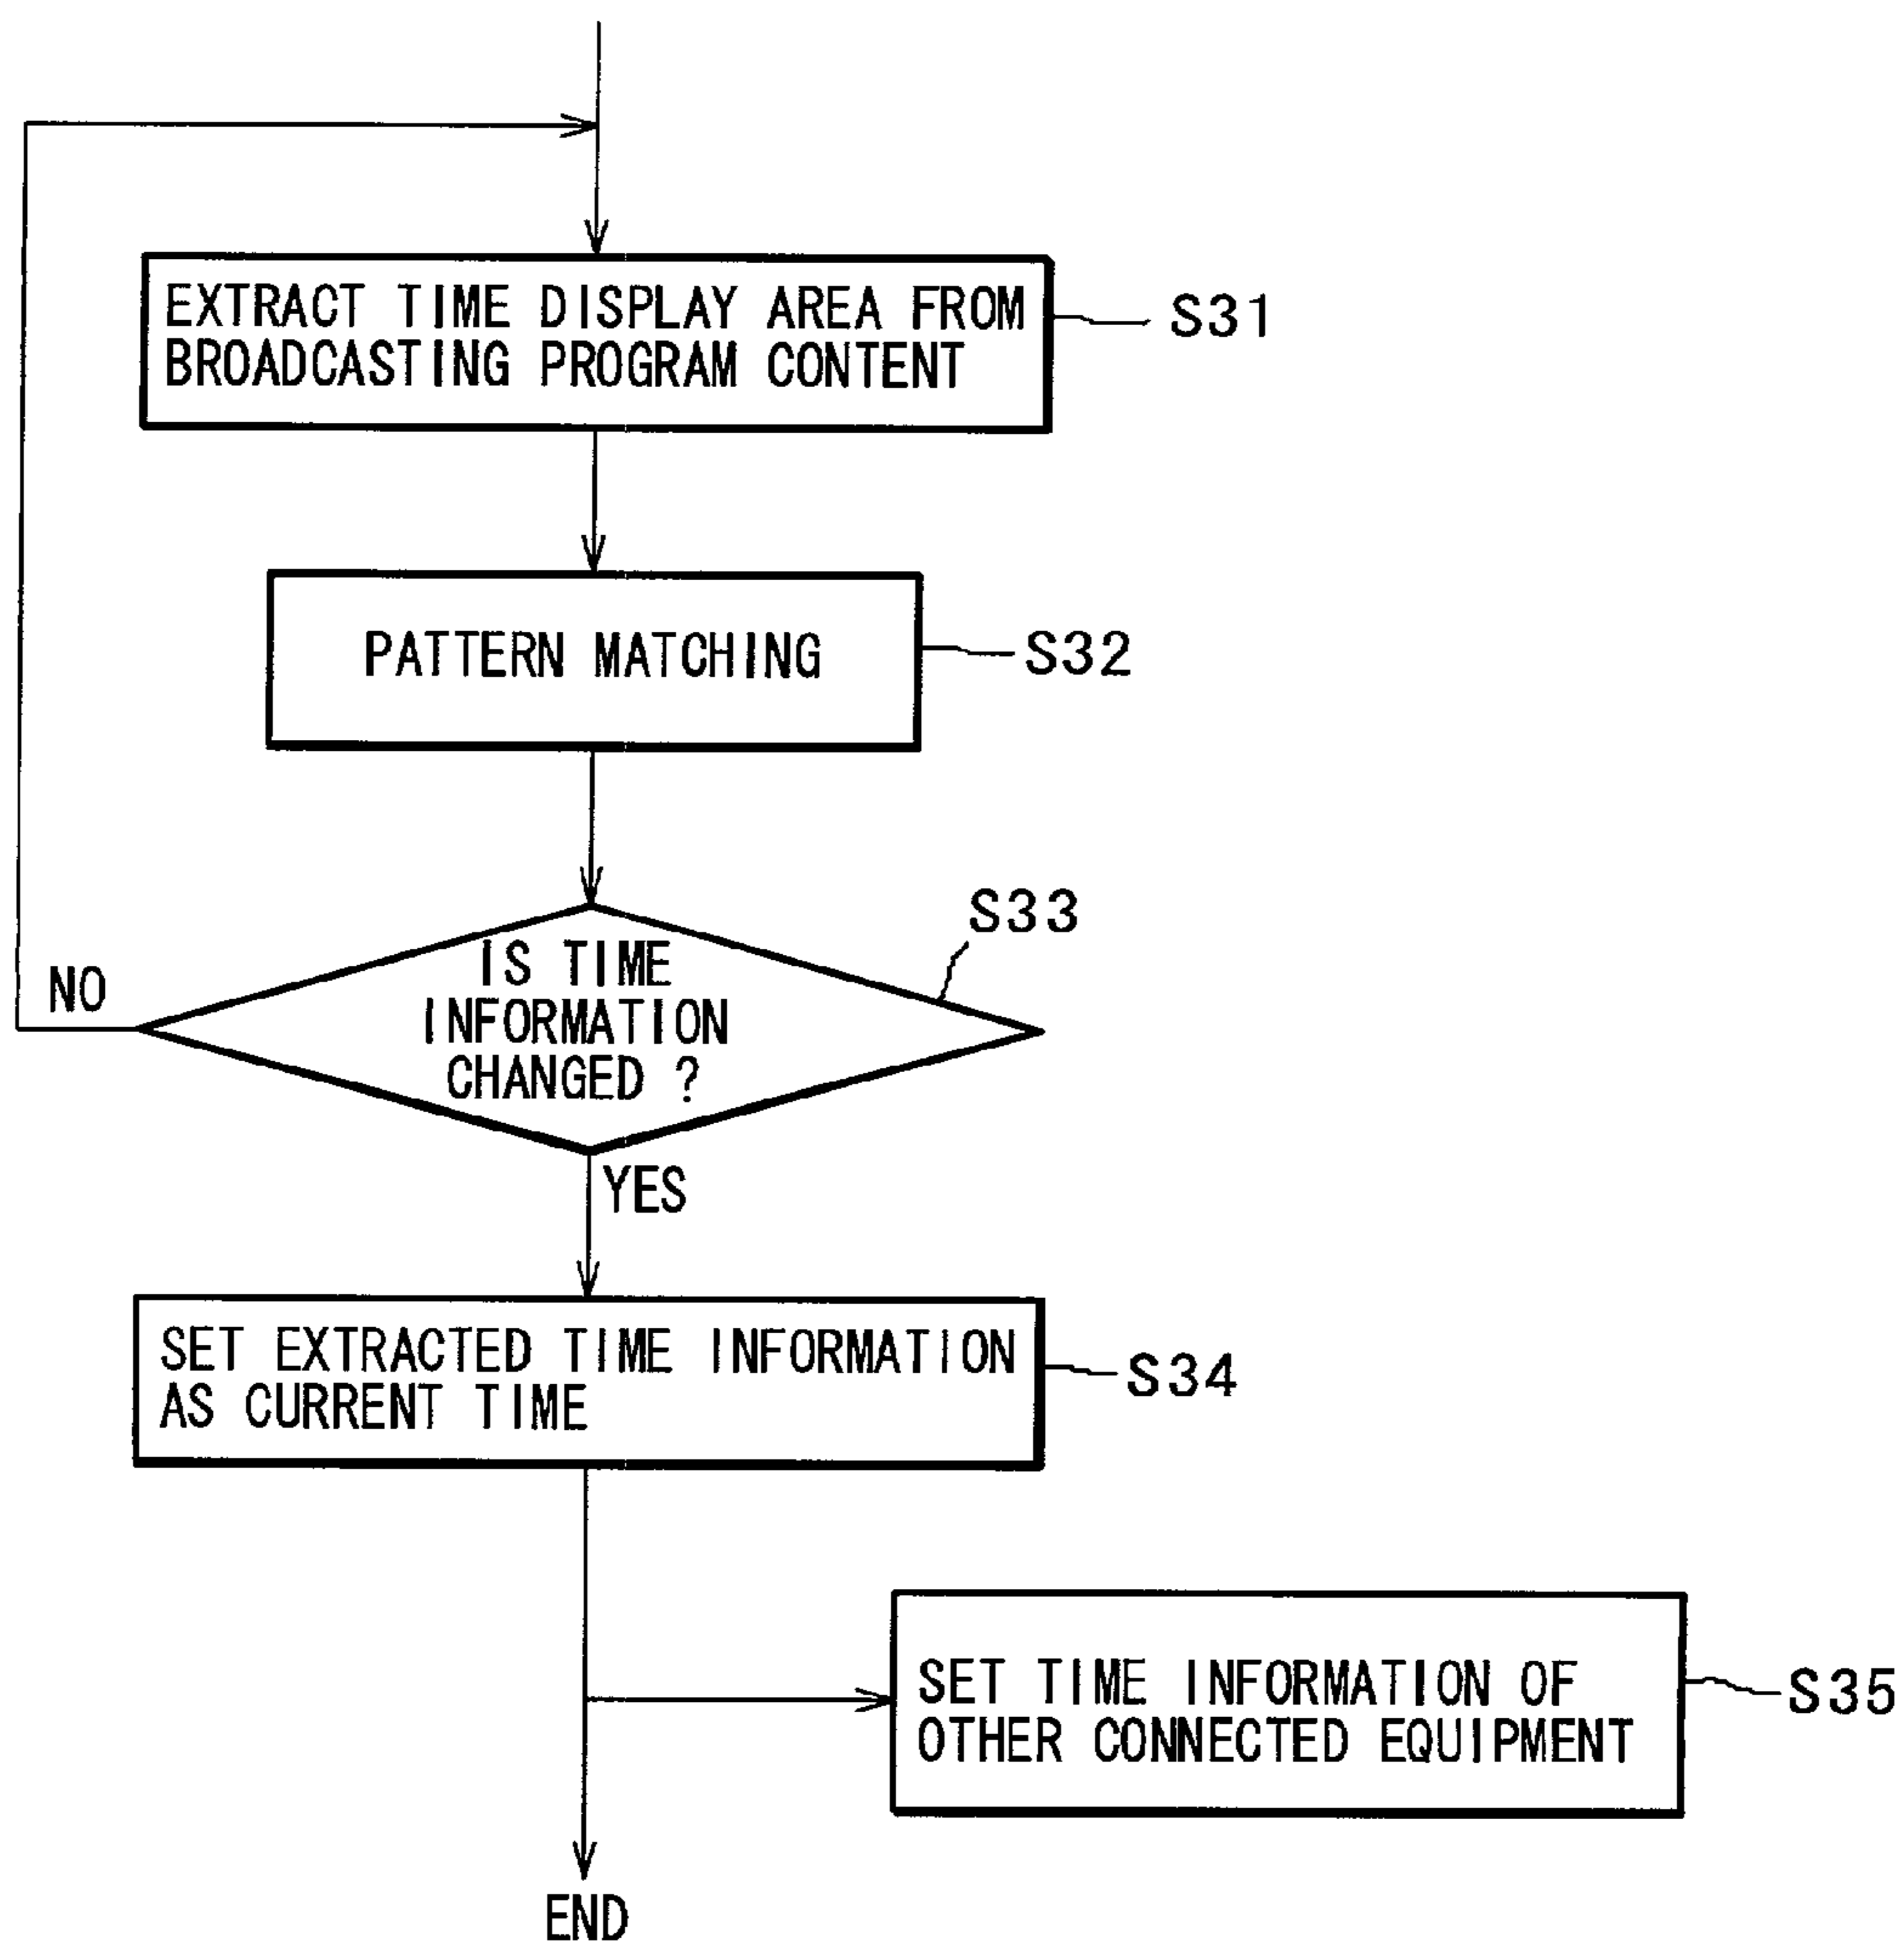 EXTRACT TIME DISPLAY AREA FROM
BROADCASTING PROGRAM CONTENT
S31
PATTERN MATCHING
S32
S33
IS TIME
INFORMATION
CHANGED ?
NO
YES
SET EXTRACTED TIME INFORMATION
AS CURRENT TIME
S34
SET TIME INFORMATION OF
OTHER CONNECTED EQUIPMENT
S35
END